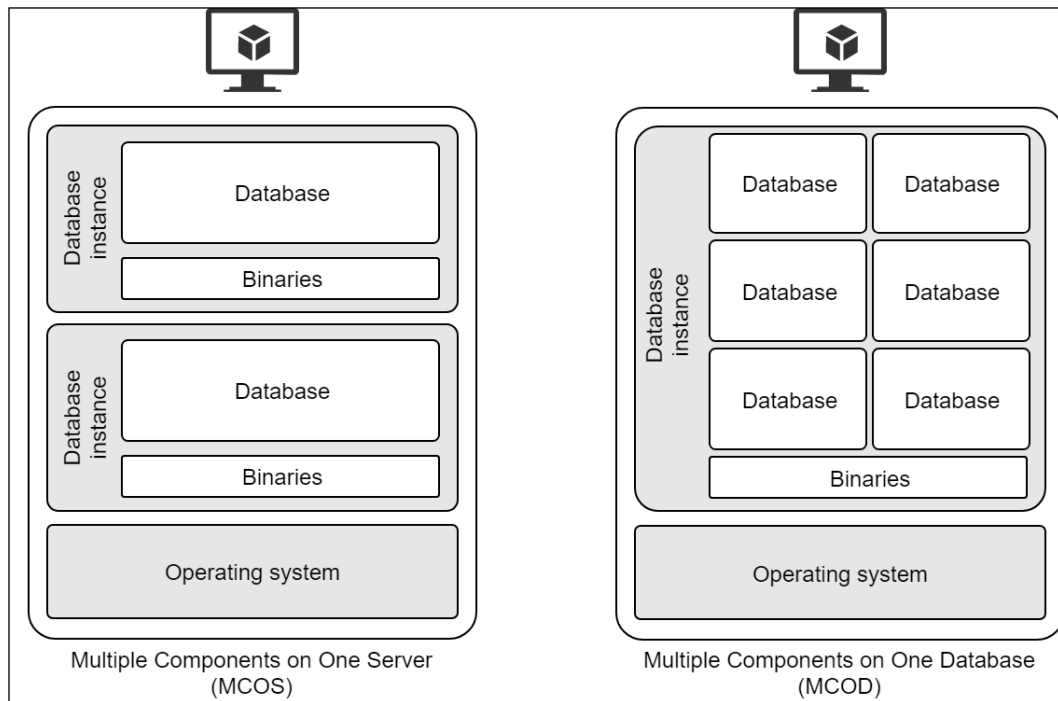 Database
instance
Database
Binaries
Database
instance
Database
Binaries
Operating system
Multiple Components on One Server
(MCOS)
Database
instance
Database
Database
Database
Database
Database
Database
Binaries
Operating system
Multiple Components on One Database
(MCOD)